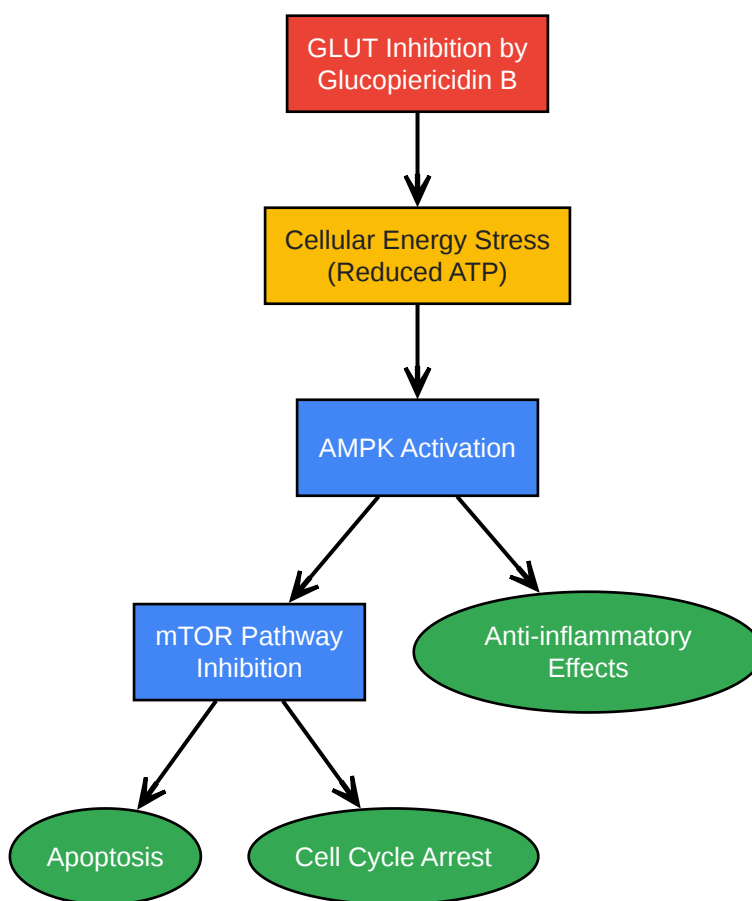 GLUT Inhibition by
Glucopiericidin B
Cellular Energy Stress
(Reduced ATP)
AMPK Activation
mTOR Pathway
Inhibition
Anti-inflammatory
Effects
Apoptosis
Cell Cycle Arrest